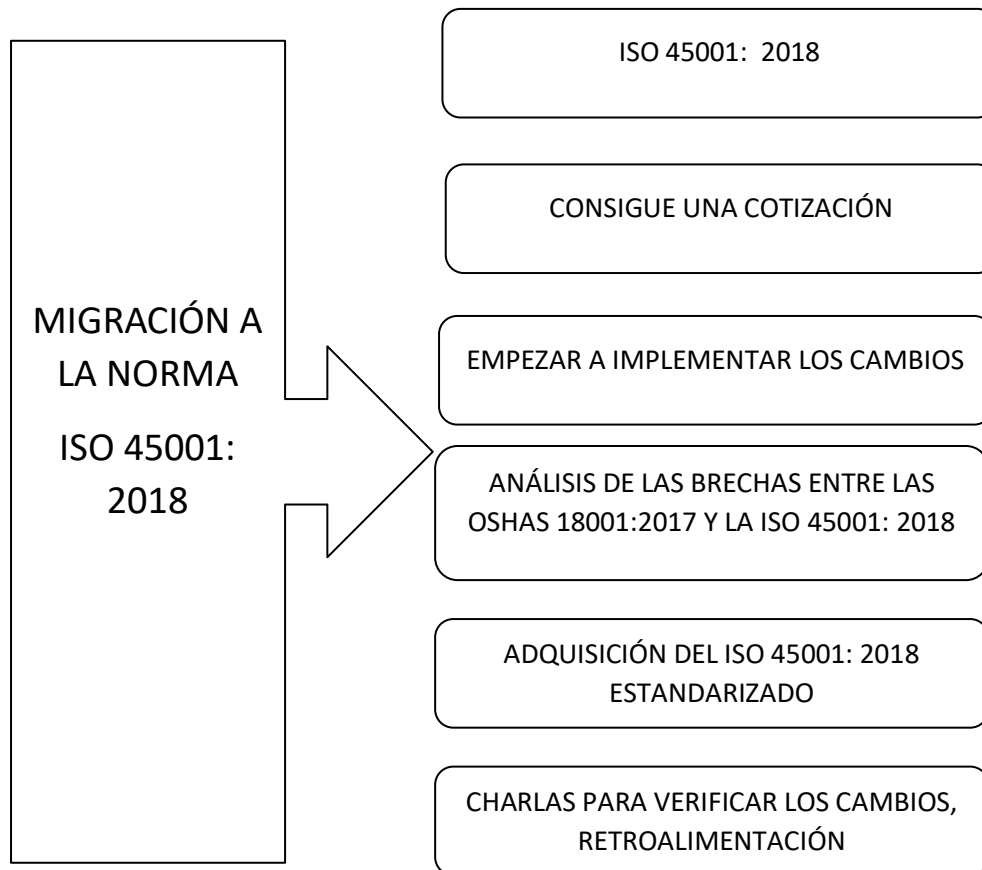 MIGRACIÓN A
LA NORMA
ISO 45001:
2018
ISO 45001: 2018
CONSIGUE UNA COTIZACIÓN
EMPEZAR A IMPLEMENTAR LOS CAMBIOS
ANÁLISIS DE LAS BRECHAS ENTRE LAS
OSHAS 18001:2017 Y LA ISO 45001: 2018
ADQUISICIÓN DEL ISO 45001: 2018
ESTANDARIZADO
CHARLAS PARA VERIFICAR LOS CAMBIOS,
RETROALIMENTACIÓN